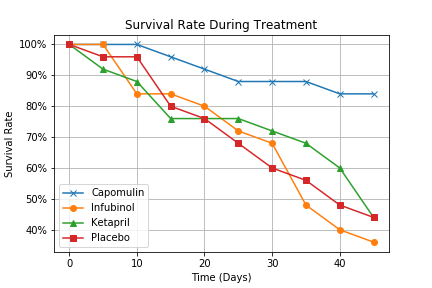 Survival Rate During Treatment
Survival Rate
100%
90%
80%
70%
60%
50%
40%
Capomulin
Infubinol
Ketapril
Placebo
0
10
20
30
40
Time (Days)